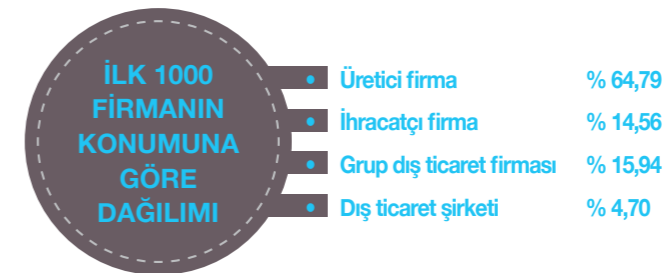 İLK 1000
FİRMANIN
KONUMUNA
GÖRE
DAĞILIMI
• Üretici firma % 64,79
• İhracatçı firma % 14,56
• Grup dış ticaret firması % 15,94
• Dış ticaret şirketi % 4,70